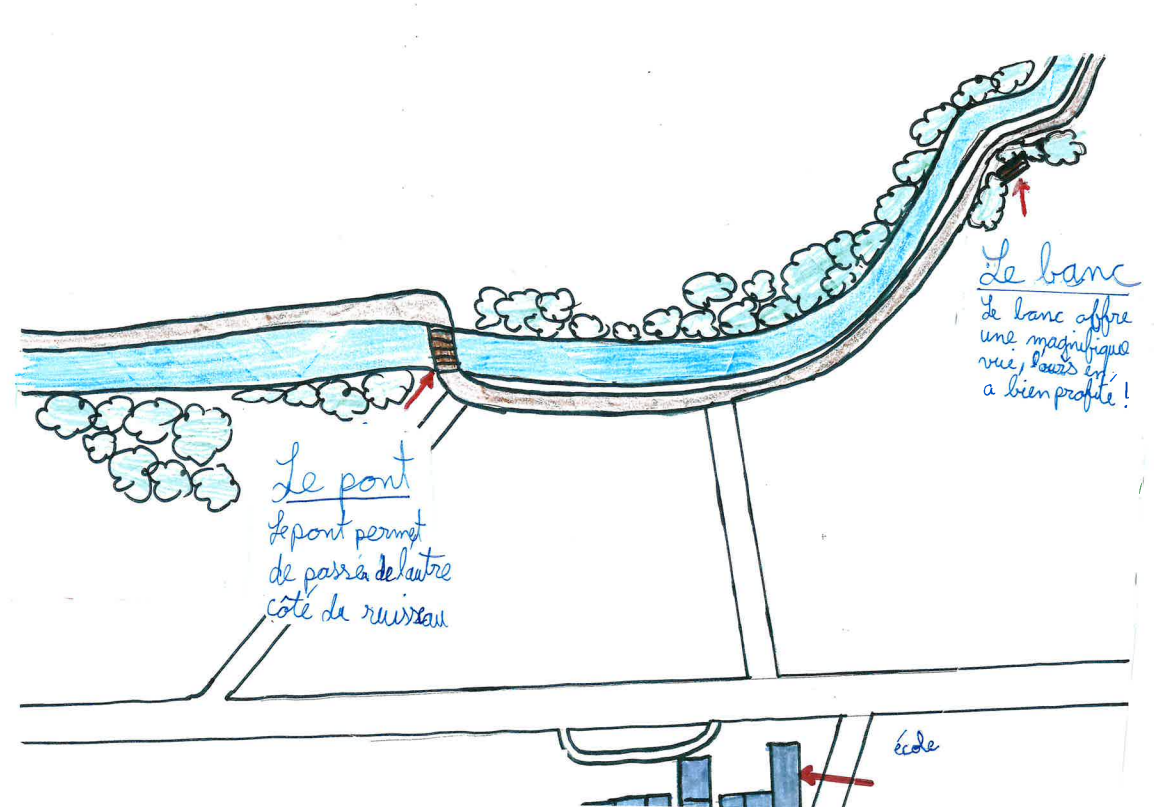 Le banc
Le banc offre
une magnifique
vue, l'ours en
a bien profité !
Le pont
Le pont permet
de passé de l'autre
côté du ruisseau
école